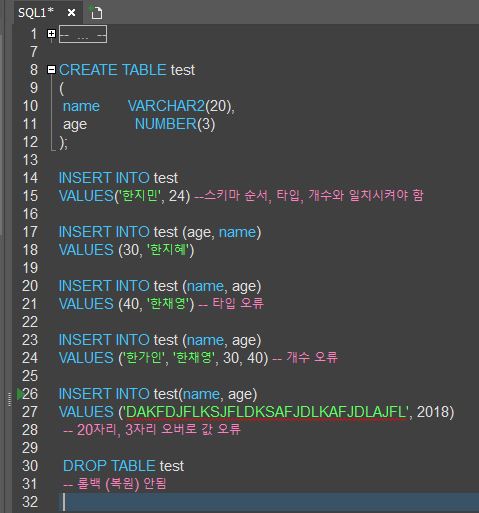 SQL1*
1 -- ... --
7
8 CREATE TABLE test
9 (
10 name VARCHAR2(20),
11 age NUMBER(3)
12 );
13
14 INSERT INTO test
15 VALUES('한지민', 24) --스키마 순서, 타입, 개수와 일치시켜야 함
16
17 INSERT INTO test (age, name)
18 VALUES (30, '한지혜')
19
20 INSERT INTO test (name, age)
21 VALUES (40, '한채영') -- 타입 오류
22
23 INSERT INTO test (name, age)
24 VALUES ('한가인', '한채영', 30, 40) -- 개수 오류
25
26 INSERT INTO test(name, age)
27 VALUES ('DAKFDJFLKSJFLDKSAFJDLKAFJDLAJFL', 2018)
28 -- 20자리, 3자리 오버로 값 오류
29
30 DROP TABLE test
31 -- 롤백 (복원) 안됨
32